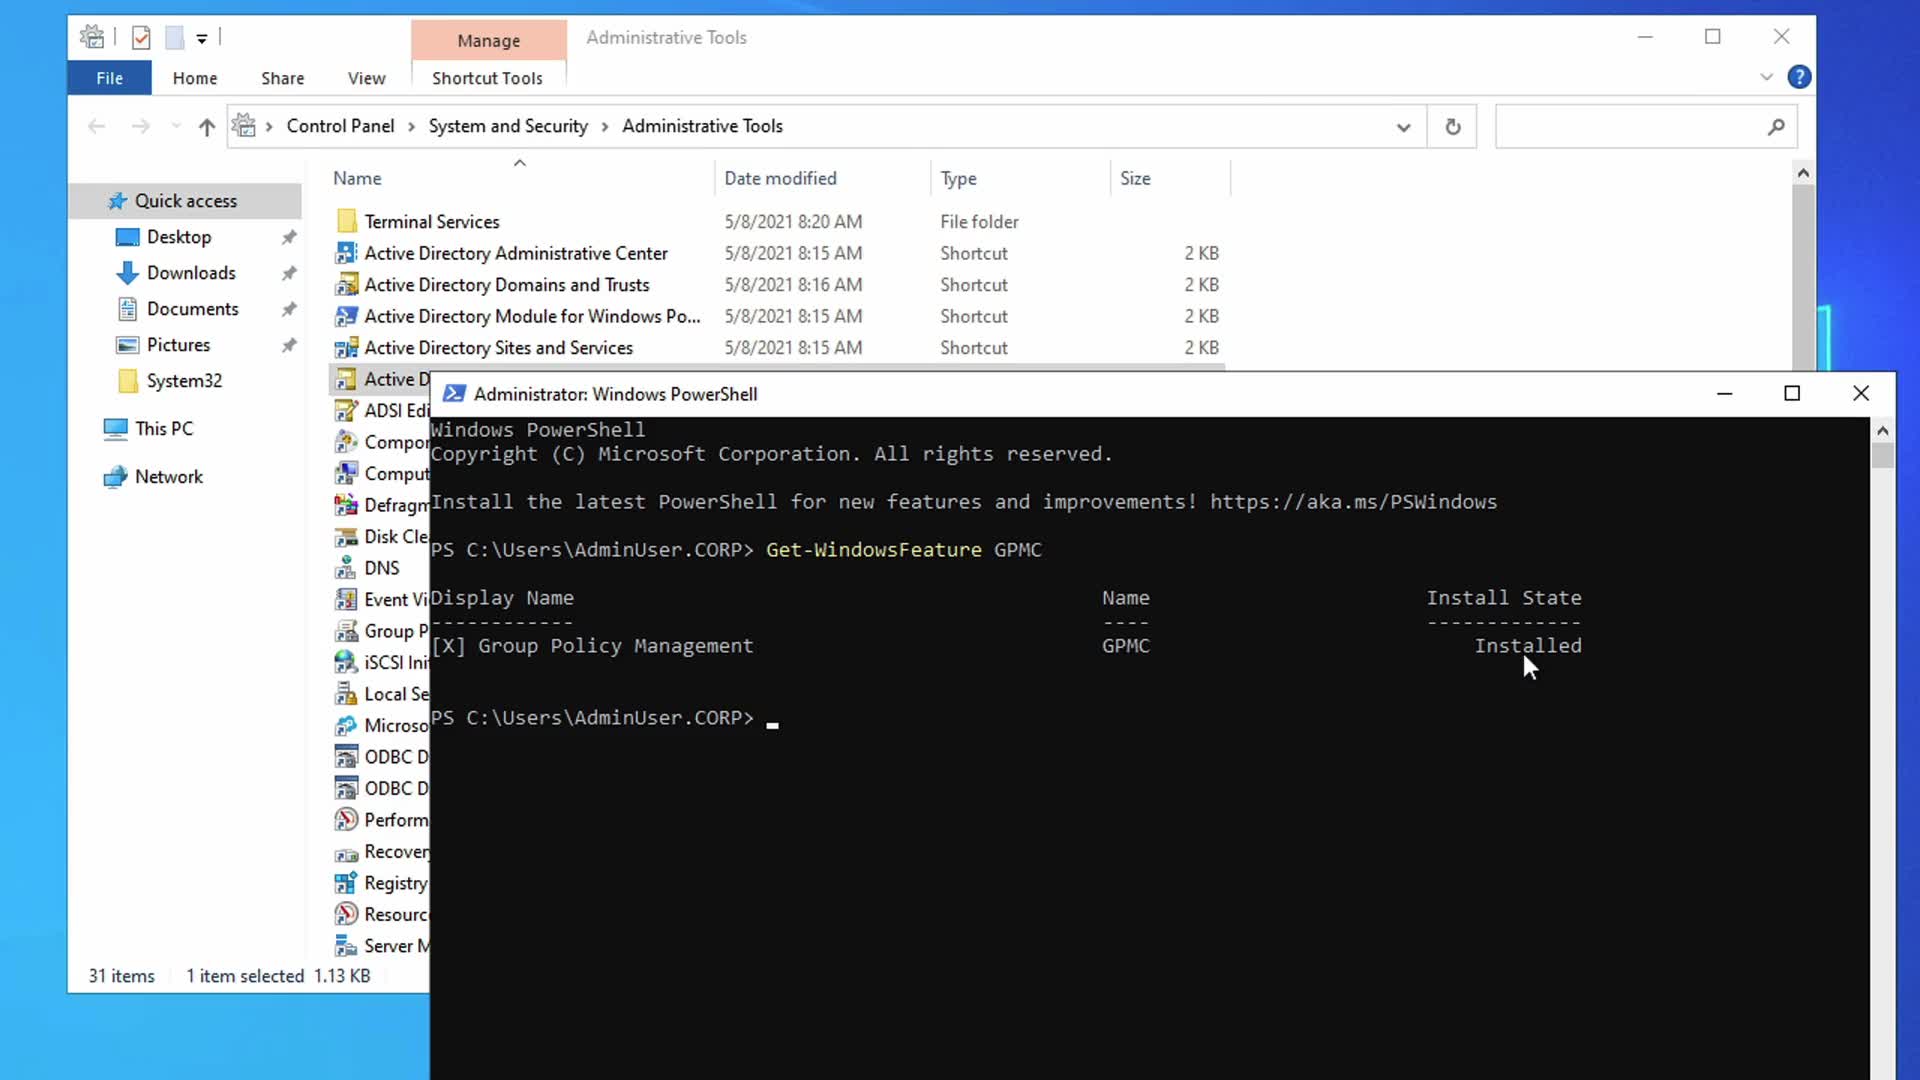 Manage
Administrative Tools
File
Home
Share
View
Shortcut Tools
Control Panel
System and Security
Administrative Tools
Name
Date modified
Type
Size
Quick access
Desktop
Downloads
Documents
Pictures
System32
This PC
Network
Terminal Services 5/8/2021 8:20 AM File folder
Active Directory Administrative Center 5/8/2021 8:15 AM Shortcut 2 KB
Active Directory Domains and Trusts 5/8/2021 8:16 AM Shortcut 2 KB
Active Directory Module for Windows Po... 5/8/2021 8:15 AM Shortcut 2 KB
Active Directory Sites and Services 5/8/2021 8:15 AM Shortcut 2 KB
Active D
ADSI Edi
Compor
Comput
Defragm
Disk Cle
DNS
Event Vi
Group P
iSCSI Ini
Local Se
Microso
ODBC D
ODBC D
Perform
Recovery
Registry
Resourc
Server M
31 items 1 item selected 1.13 KB
Administrator: Windows PowerShell
Windows PowerShell
Copyright (C) Microsoft Corporation. All rights reserved.
Install the latest PowerShell for new features and improvements! https://aka.ms/PSWindows
PS C:\Users\AdminUser.CORP> Get-WindowsFeature GPMC
Display Name Name Install State
------------ ---- -------------
[X] Group Policy Management GPMC Installed
PS C:\Users\AdminUser.CORP>